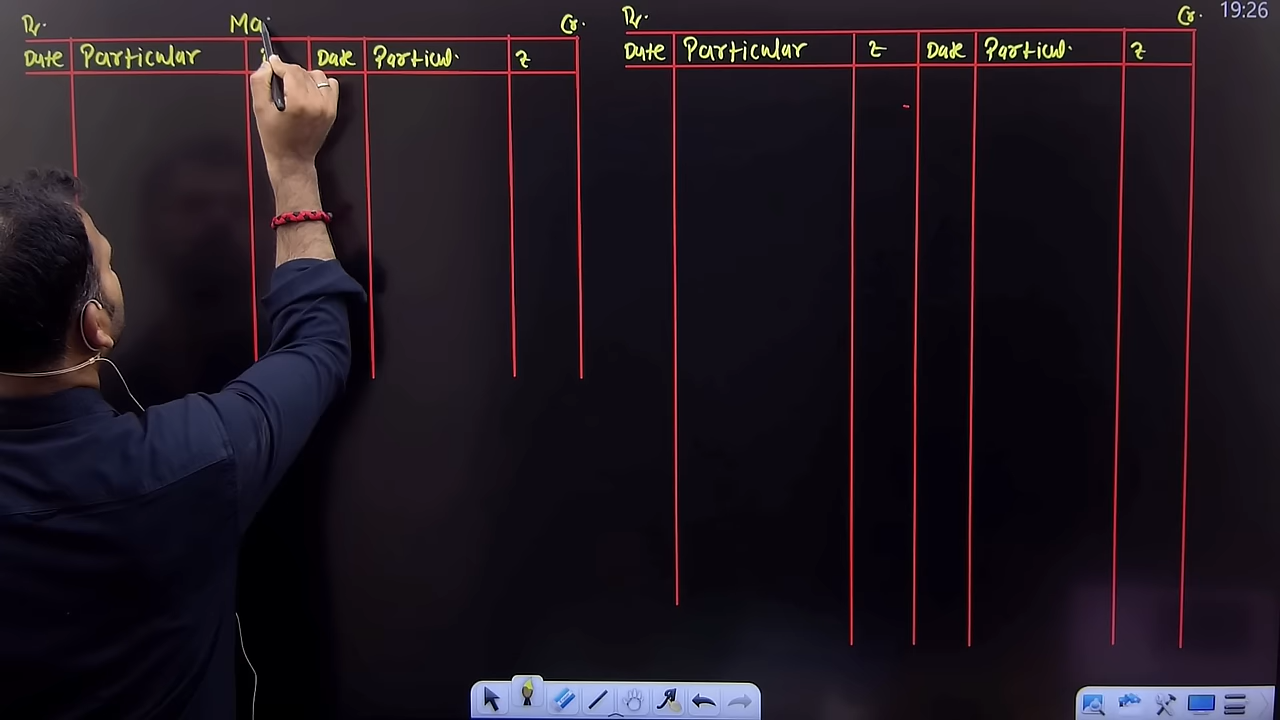 Dr. Ma Cr.
Date Particular Date Particul. ₹
Dr. Cr.
Date Particular ₹ Date Particul. ₹
19:26